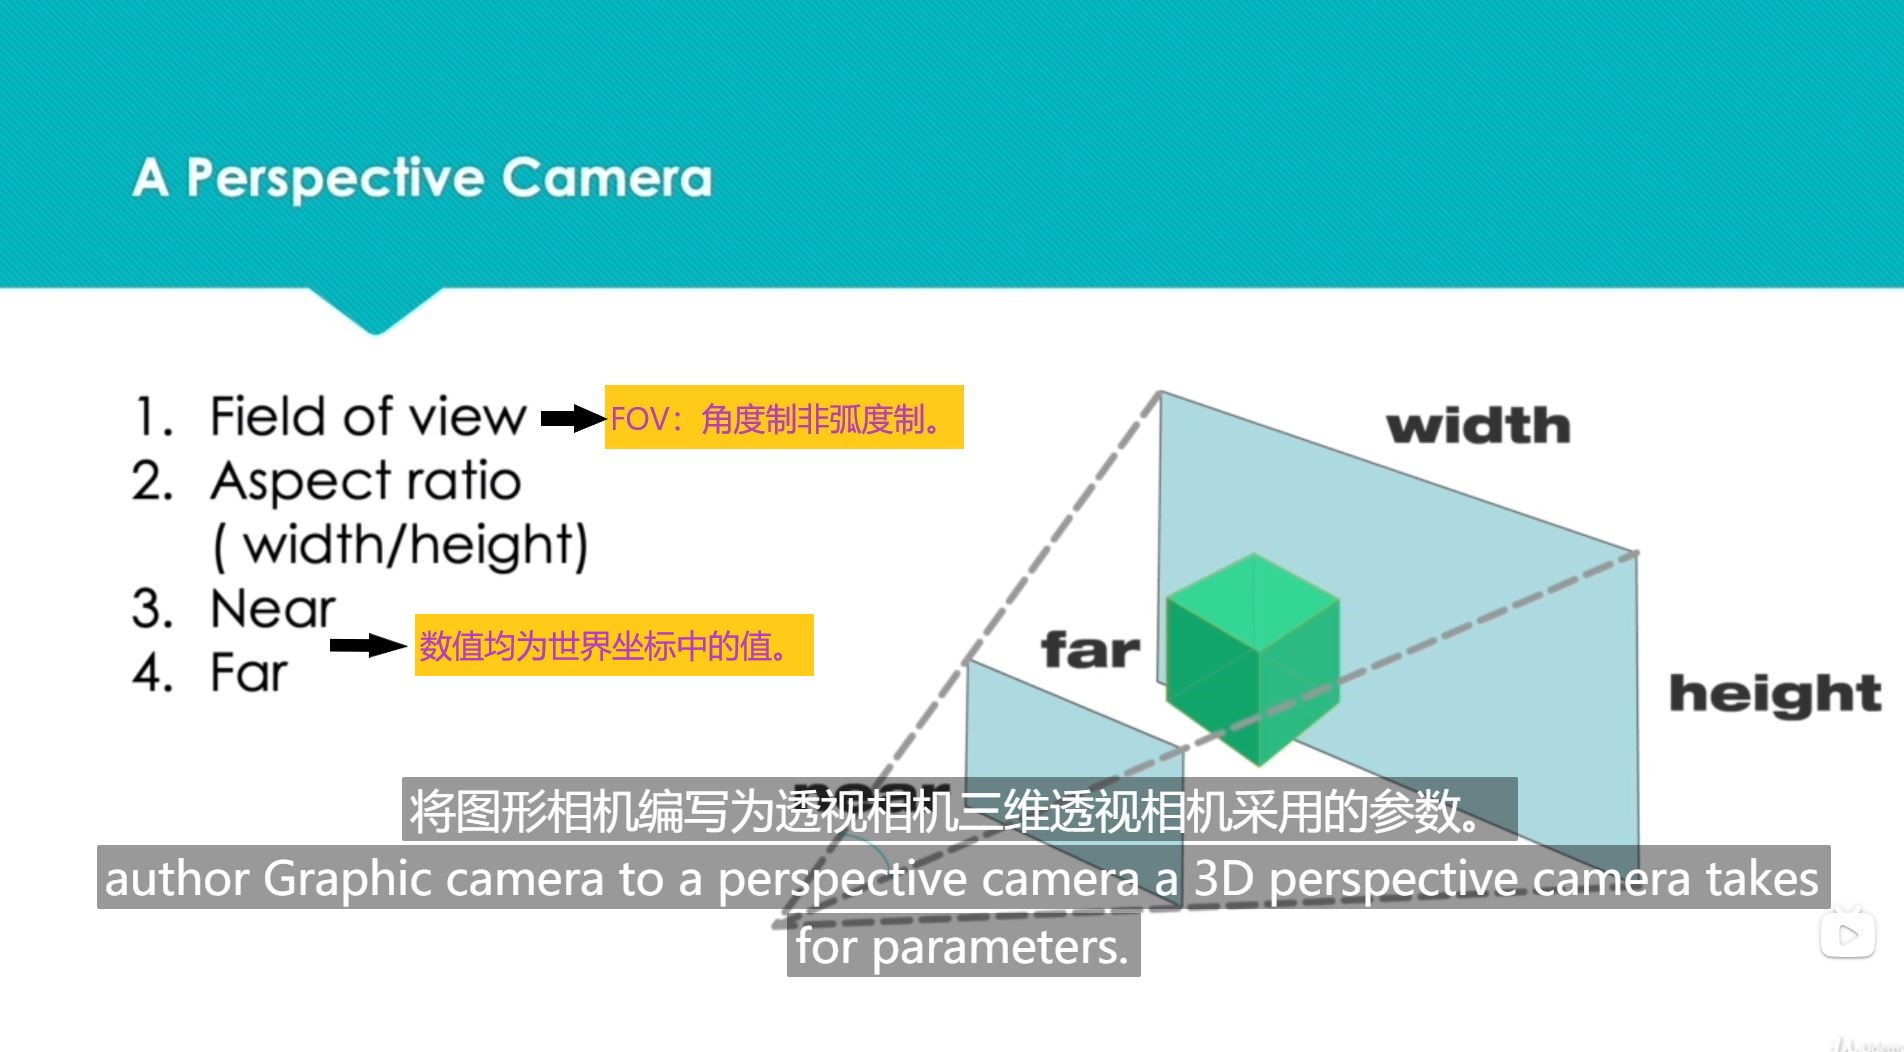 A Perspective Camera
1. Field of view
FOV：角度制非弧度制。
2. Aspect ratio
( width/height)
3. Near
数值均为世界坐标中的值。
4. Far
width
far
height
near
将图形相机编写为透视相机三维透视相机采用的参数。
author Graphic camera to a perspective camera a 3D perspective camera takes
for parameters.